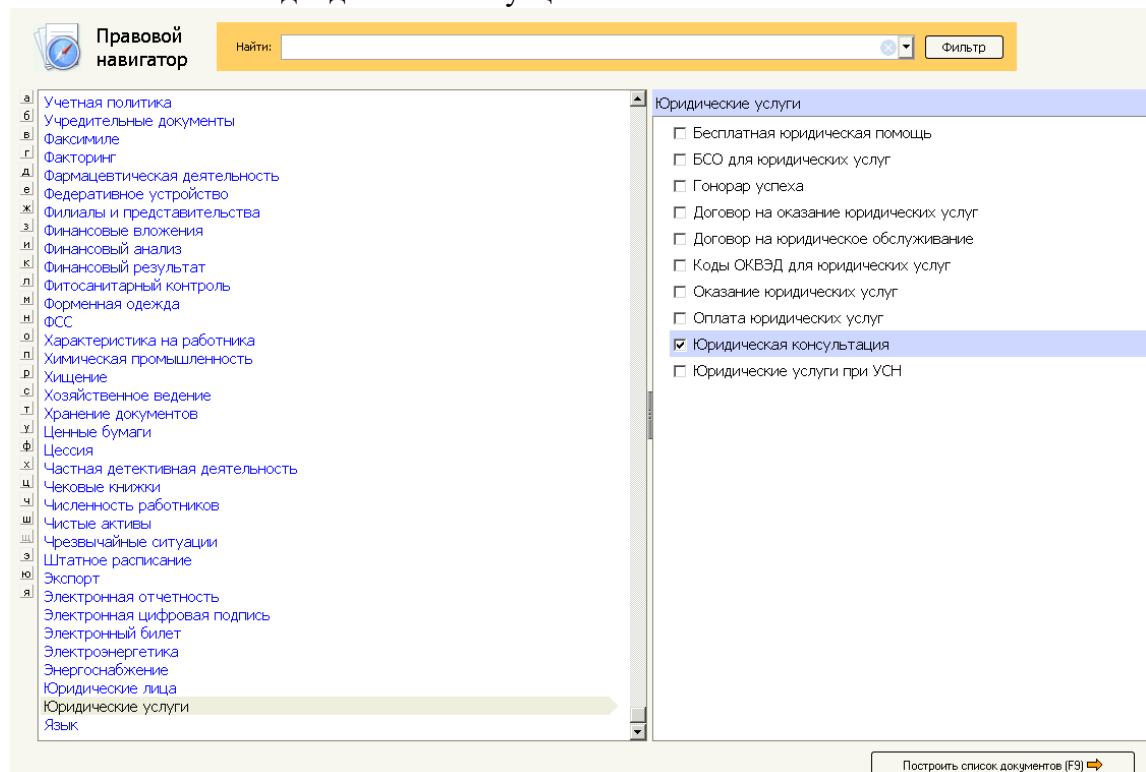 Правовой
навигатор
Найти:
Фильтр
а
б
в
г
д
е
ж
з
и
к
л
м
н
о
п
р
с
т
у
ф
х
ц
ч
ш
щ
э
ю
я
Учетная политика
Учредительные документы
Факсимиле
Факторинг
Фармацевтическая деятельность
Федеративное устройство
Филиалы и представительства
Финансовые вложения
Финансовый анализ
Финансовый результат
Фитосанитарный контроль
Форменная одежда
ФСС
Характеристика на работника
Химическая промышленность
Хищение
Хозяйственное ведение
Хранение документов
Ценные бумаги
Цессия
Частная детективная деятельность
Чековые книжки
Численность работников
Чистые активы
Чрезвычайные ситуации
Штатное расписание
Экспорт
Электронная отчетность
Электронная цифровая подпись
Электронный билет
Электроэнергетика
Энергоснабжение
Юридические лица
Юридические услуги
Язык
Юридические услуги
Бесплатная юридическая помощь
БСО для юридических услуг
Гонорар успеха
Договор на оказание юридических услуг
Договор на юридическое обслуживание
Коды ОКВЭД для юридических услуг
Оказание юридических услуг
Оплата юридических услуг
Юридическая консультация
Юридические услуги при УСН
Построить список документов (F9)